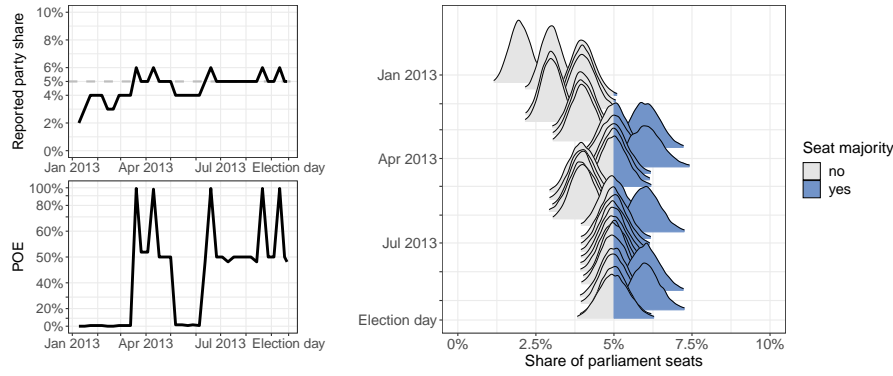 Reported party share
10%
8%
6%
5%
4%
2%
0%
Jan 2013 Apr 2013 Jul 2013 Election day
POE
100%
80%
50%
20%
0%
Jan 2013 Apr 2013 Jul 2013 Election day
Jan 2013
Apr 2013
Jul 2013
Election day
0% 2.5% 5% 7.5% 10%
Share of parliament seats
Seat majority
no
yes